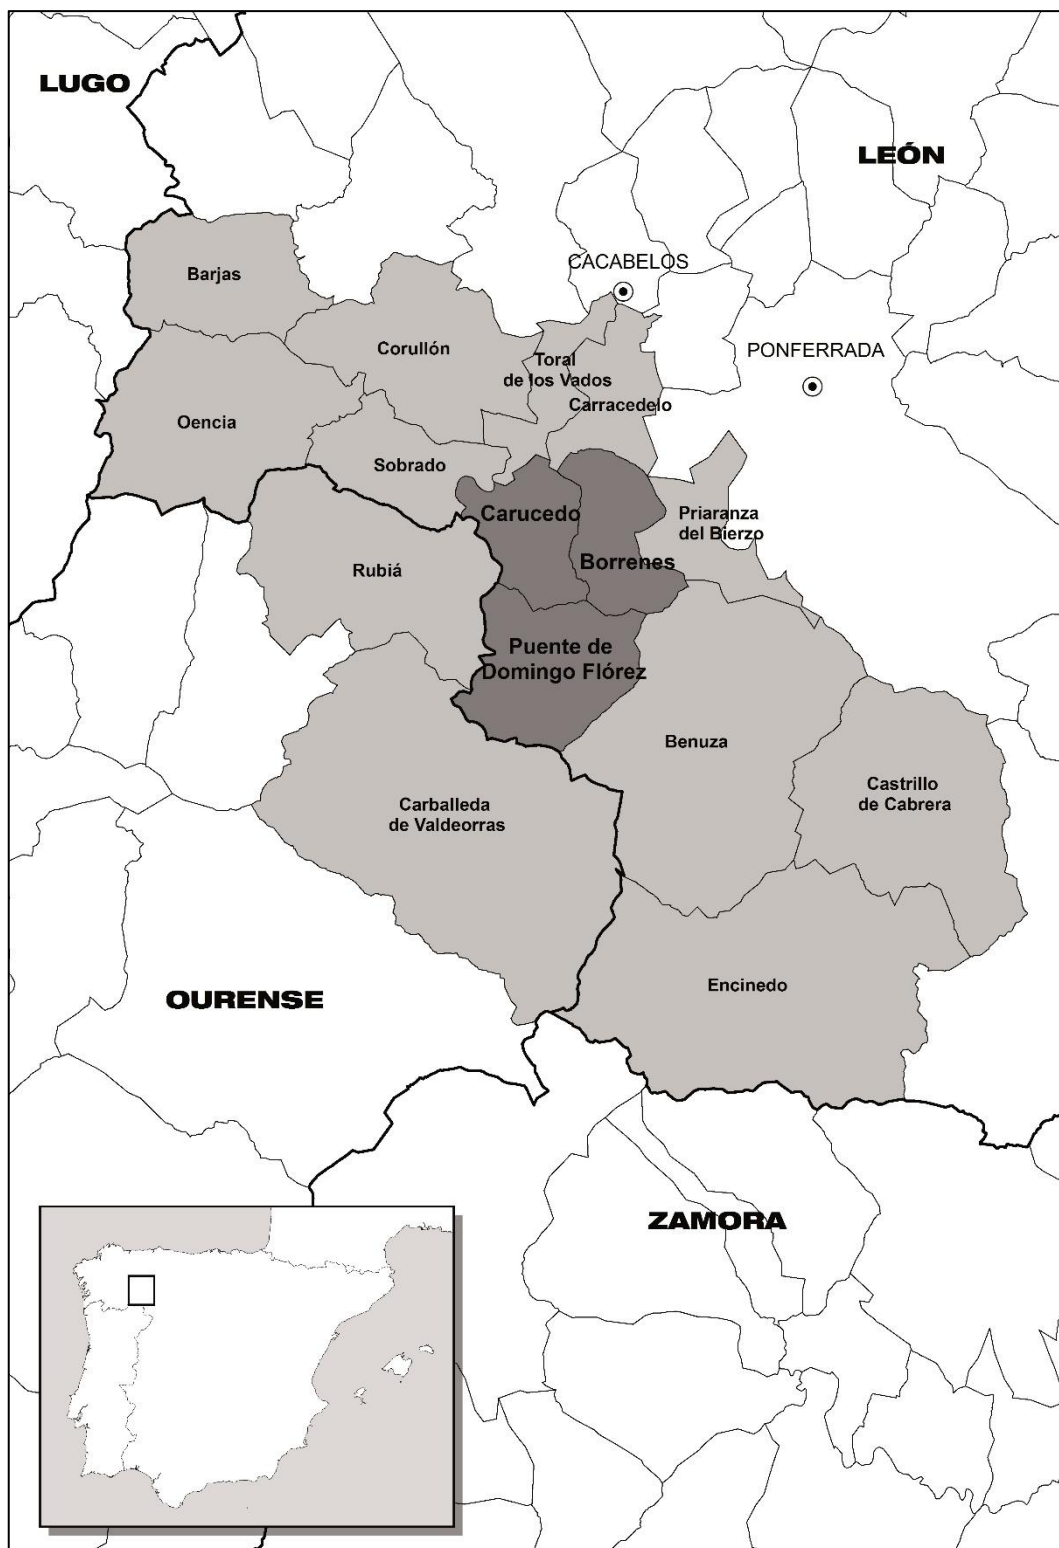 LUGO
LEÓN
CACABELOS
Barjas
PONFERRADA
Corullón
Toral
de los Vados
Carracedelo
Oencia
Sobrado
Carucedo
Priaranza
del Bierzo
Rubiá
Borrenes
Puente de
Domingo Flórez
Benuza
Castrillo
de Cabrera
Carballeda
de Valdeorras
Encinedo
OURENSE
ZAMORA